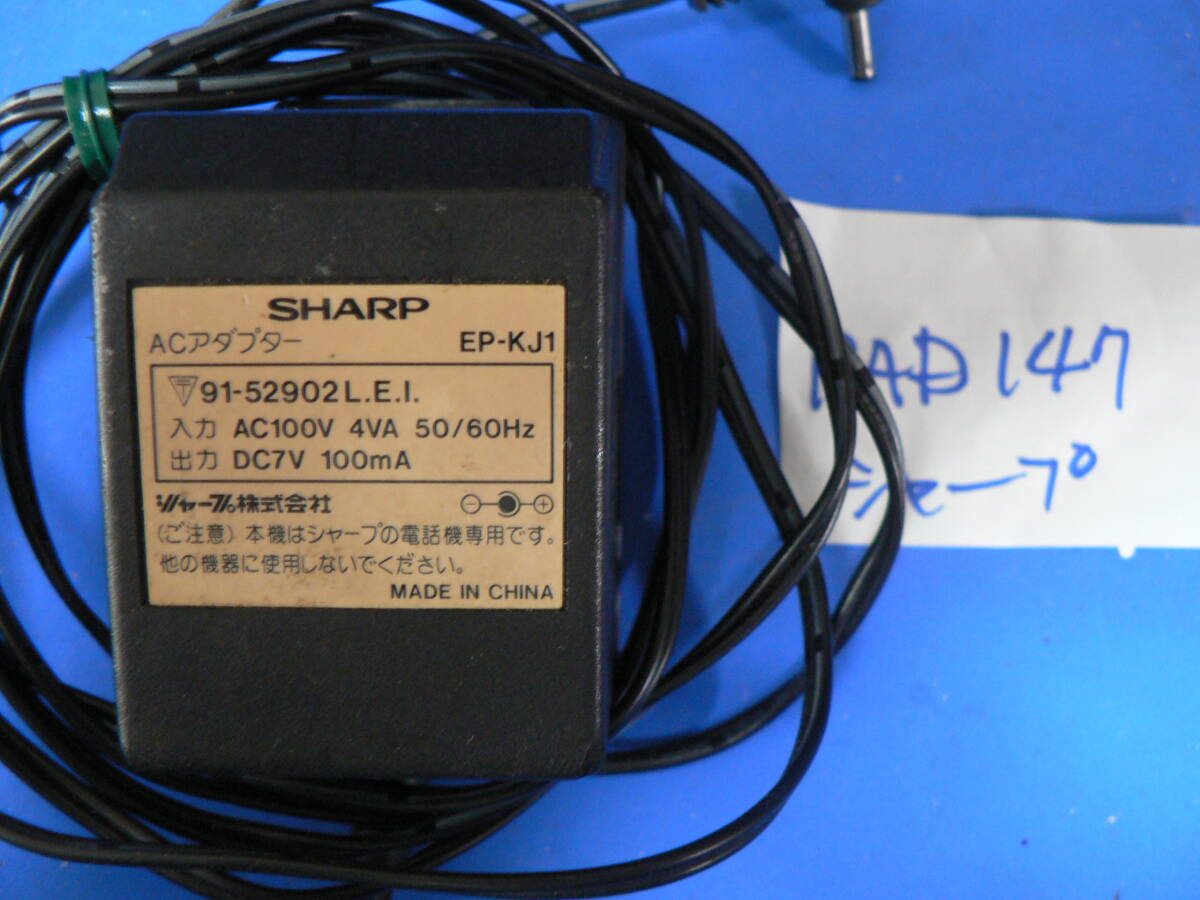 SHARP
ACアダプター EP-KJ1
〒91-52902 L.E.I.
入力 AC100V 4VA 50/60Hz
出力 DC7V 100mA
シャープ株式会社 ⊖ ⊕
(ご注意) 本機はシャープの電話機専用です。
他の機器に使用しないでください。
MADE IN CHINA
147
シャープ